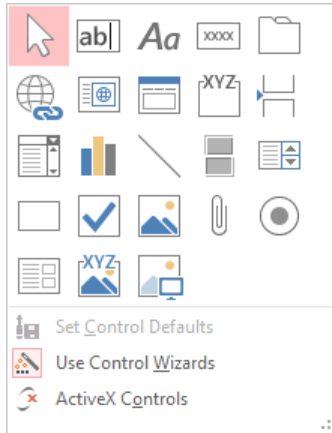 ab
Aa
xxxx
XYZ
XYZ
Set Control Defaults
Use Control Wizards
ActiveX Controls